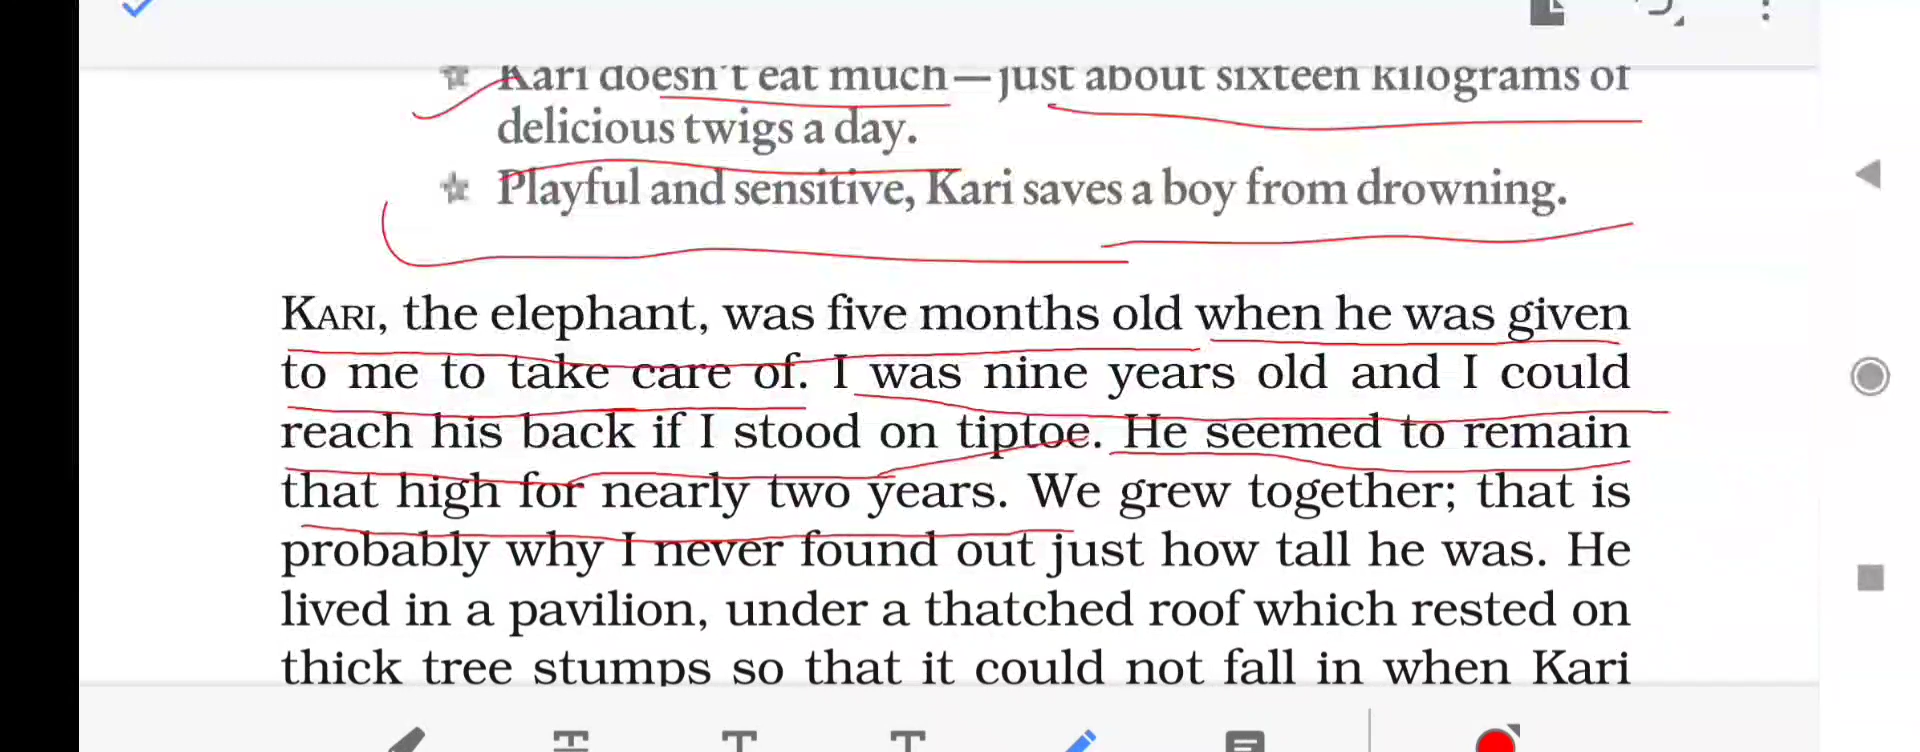 Kari doesn't eat much—just about sixteen kilograms of
delicious twigs a day.
Playful and sensitive, Kari saves a boy from drowning.
KARI, the elephant, was five months old when he was given
to me to take care of. I was nine years old and I could
reach his back if I stood on tiptoe. He seemed to remain
that high for nearly two years. We grew together; that is
probably why I never found out just how tall he was. He
lived in a pavilion, under a thatched roof which rested on
thick tree stumps so that it could not fall in when Kari